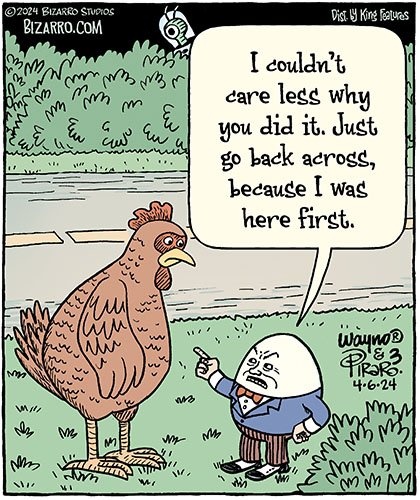 ©2024 Bizarro Studios
Bizarro.com
Dist. by King Features
I couldn't
care less why
you did it. Just
go back across,
because I was
here first.
Wayno®
& 3
Piraro.
4·6·24